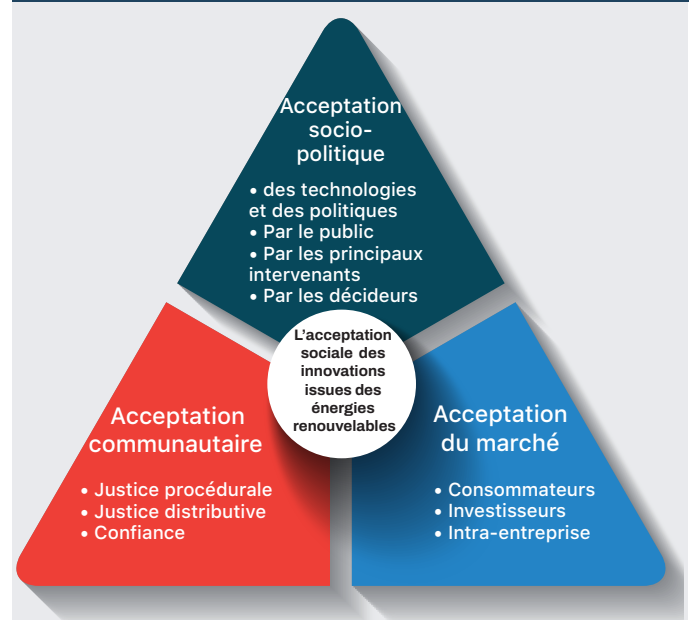 Acceptation
socio-
politique
• des technologies
et des politiques
• Par le public
• Par les principaux
intervenants
• Par les décideurs
L'acceptation
sociale des
innovations
issues des
énergies
renouvelables
Acceptation
communautaire
• Justice procédurale
• Justice distributive
• Confiance
Acceptation
du marché
• Consommateurs
• Investisseurs
• Intra-entreprise